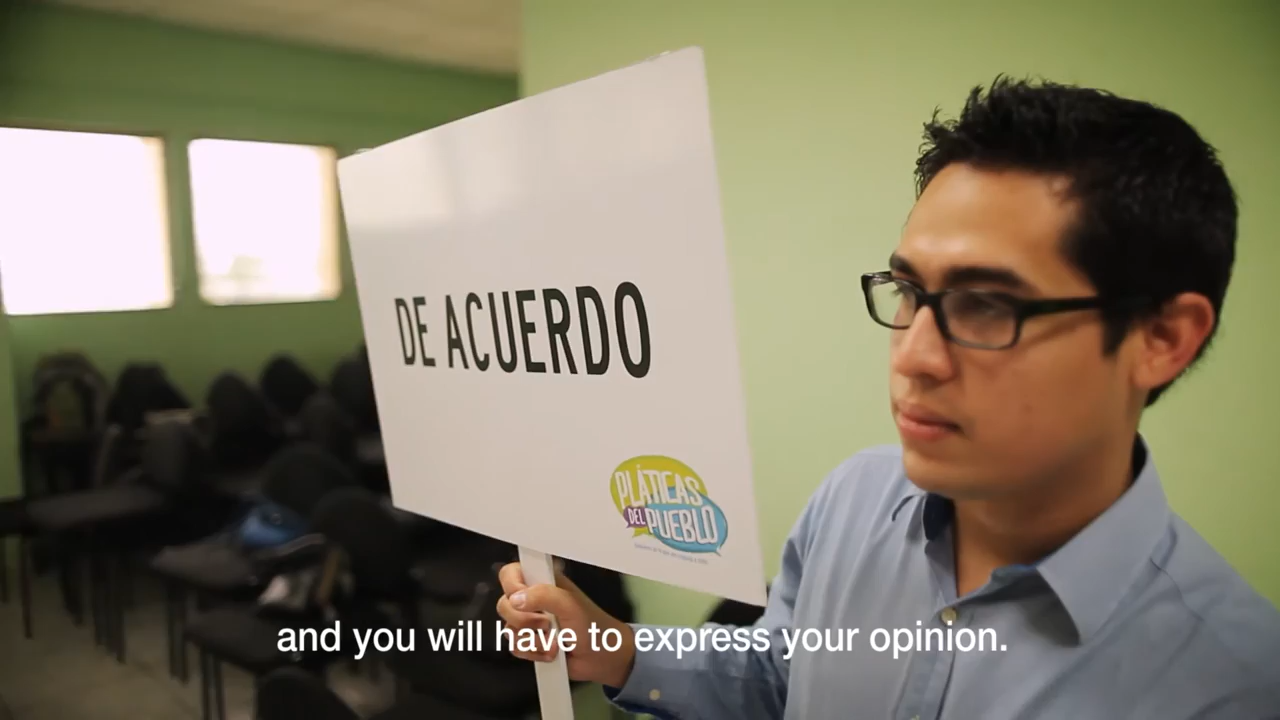 DE ACUERDO
PLÁTICAS
DEL PUEBLO
and you will have to express your opinion.